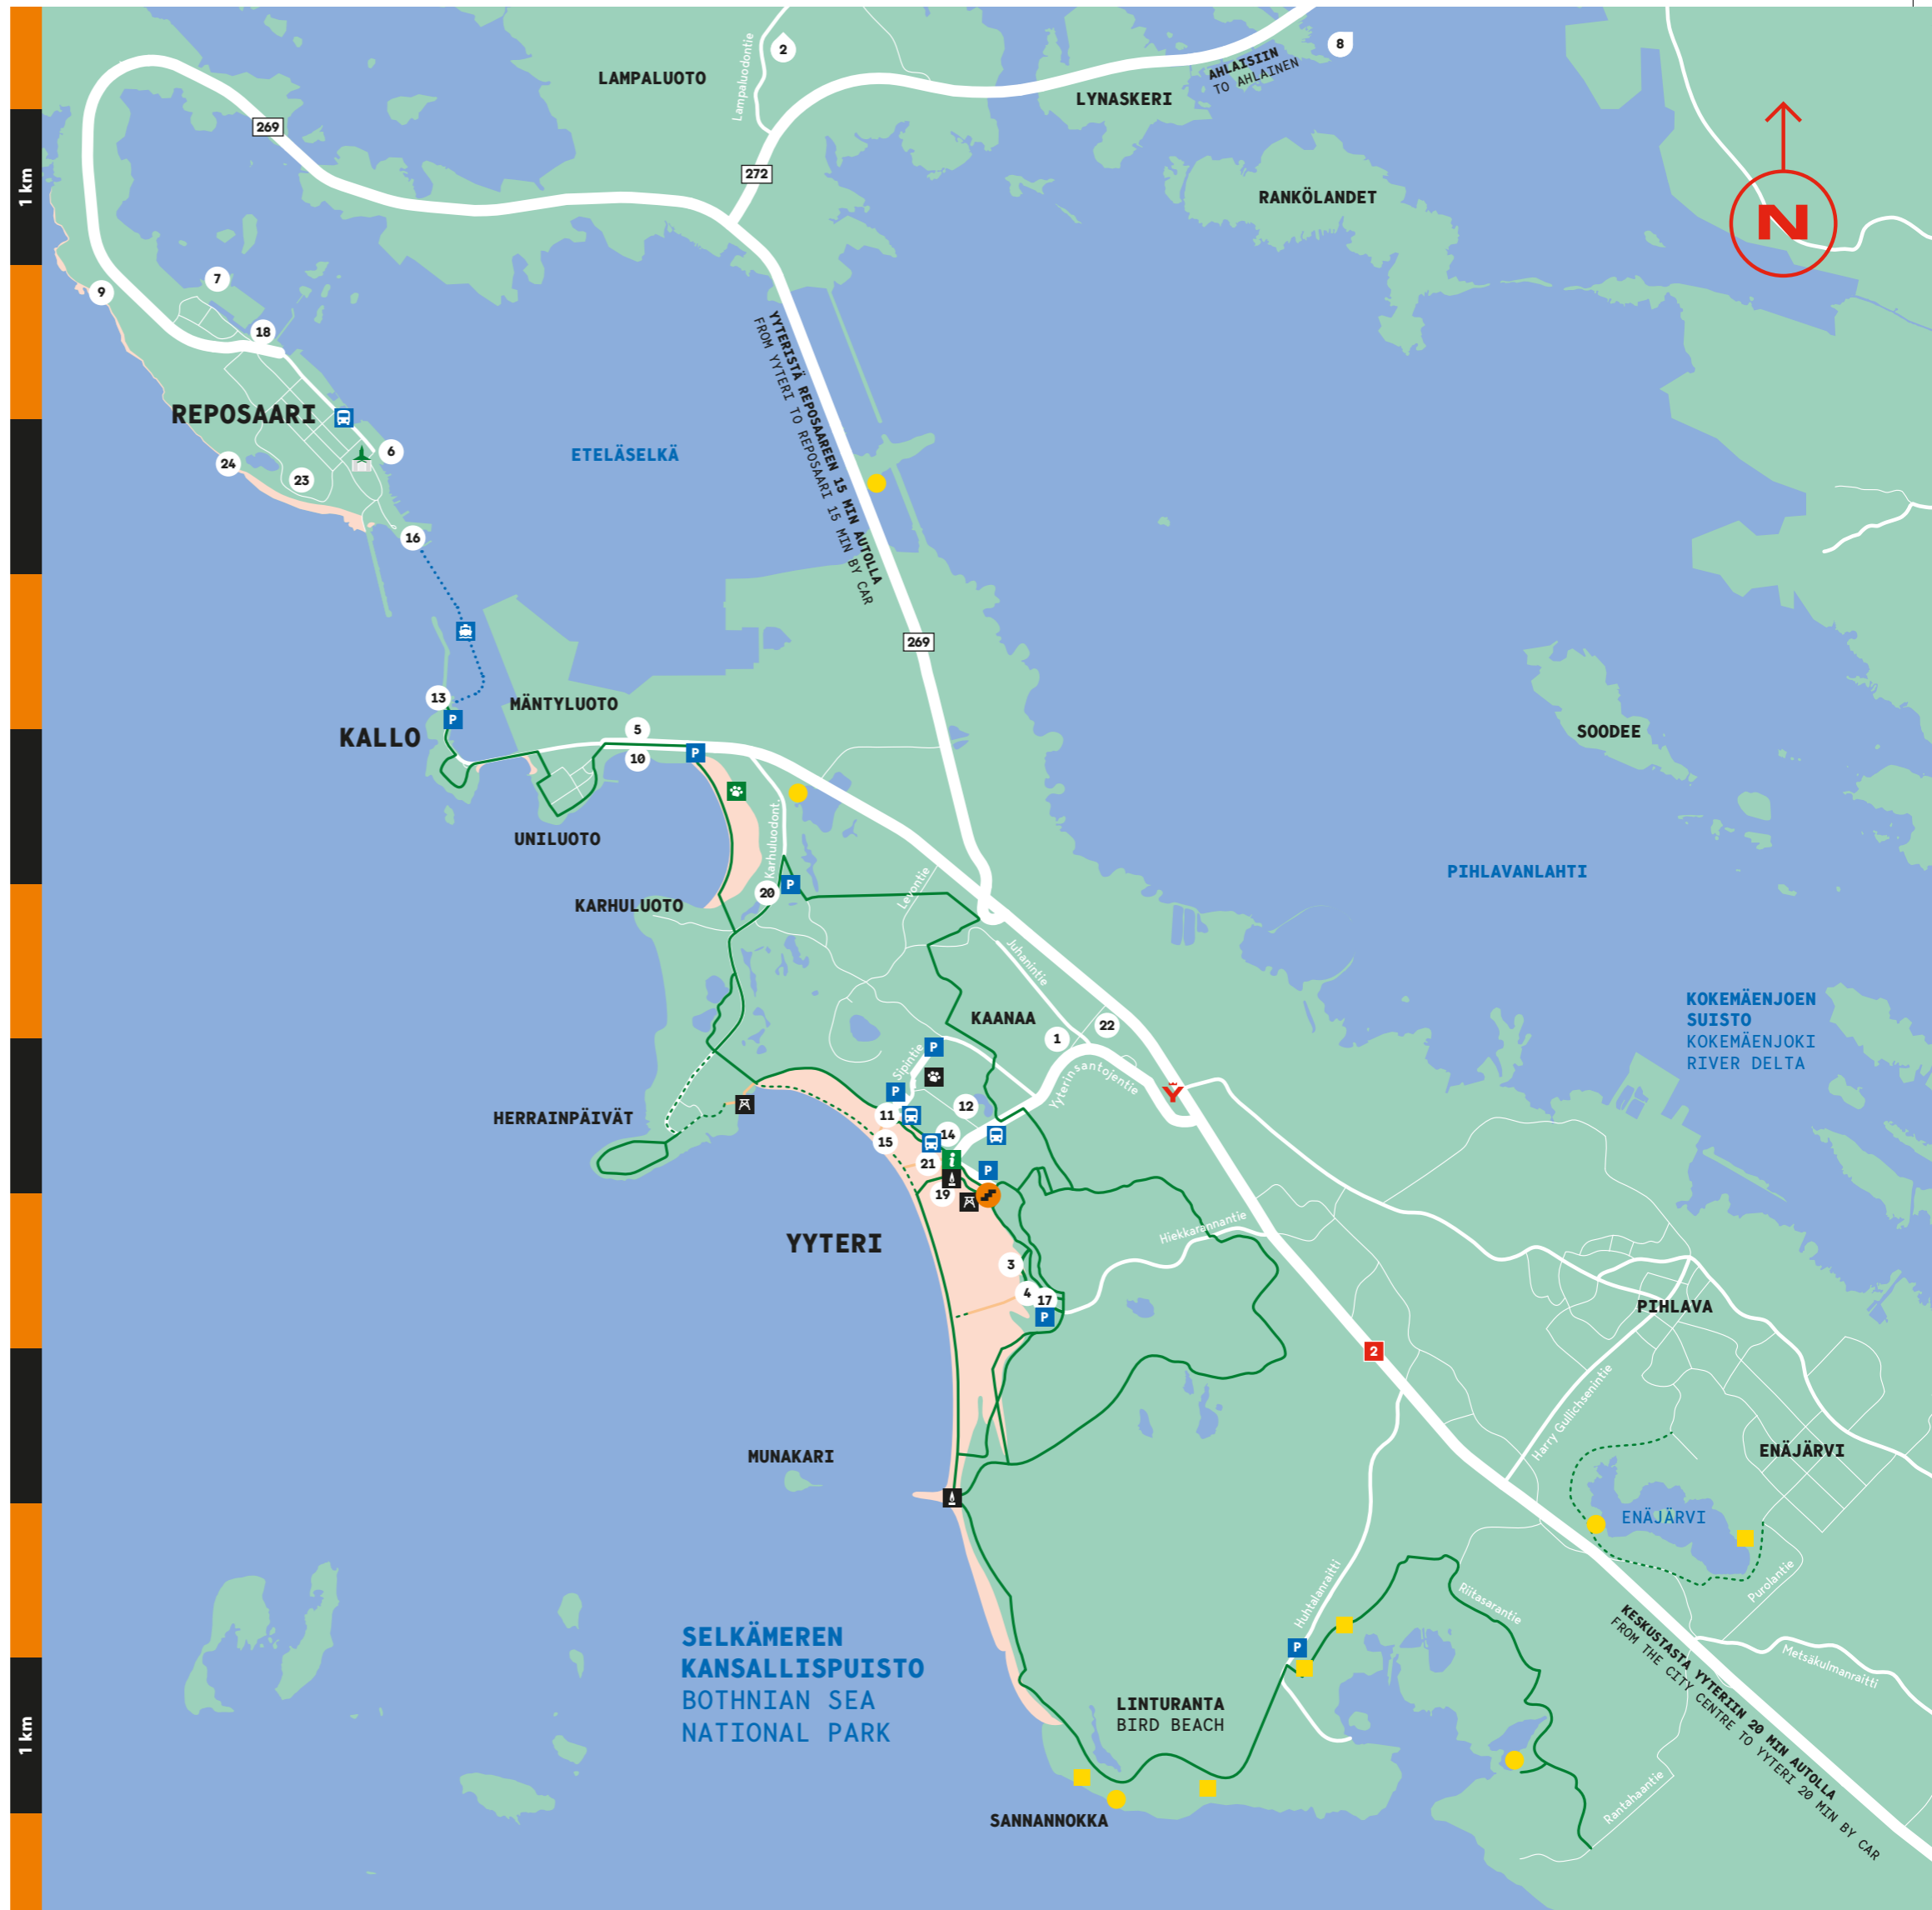 1 km
2
8
LAMPALUOTO
Lampaluodontie
AHLAISIIN
TO AHLAINEN
LYNASKERI
269
272
RANKÖLANDET
N
7
9
18
YYTERISTÄ REPOSAAREEN 15 MIN AUTOLLA
FROM YYTERI TO REPOSAARI 15 MIN BY CAR
REPOSAARI
6
ETELÄSELKÄ
24
23
16
269
13
P
MÄNTYLUOTO
KALLO
5
10
P
SOODEE
Karhuluodont.
UNILUOTO
PIHLAVANLAHTI
20
P
Levontie
KARHULUOTO
Juhanintie
KOKEMÄENJOEN
SUISTO
KOKEMÄENJOKI
RIVER DELTA
KAANAA
22
1
P
Sipintie
Yyterinsantojentie
Y
P
HERRAINPÄIVÄT
11
12
14
15
21
i
P
19
YYTERI
Hiekkarannantie
3
4
17
P
PIHLAVA
2
Harry Gullichsenintie
MUNAKARI
ENÄJÄRVI
ENÄJÄRVI
Purolantie
Huhtalanraitti
Riitasarantie
P
SELKÄMEREN
KANSALLISPUISTO
BOTHNIAN SEA
NATIONAL PARK
KESKUSTASTA YYTERIIN 20 MIN AUTOLLA
FROM THE CITY CENTRE TO YYTERI 20 MIN BY CAR
Metsäkulmanraitti
LINTURANTA
BIRD BEACH
1 km
Rantahaantie
SANNANNOKKA